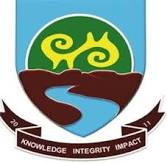 20 KNOWLEDGE INTEGRITY IMPACT 11